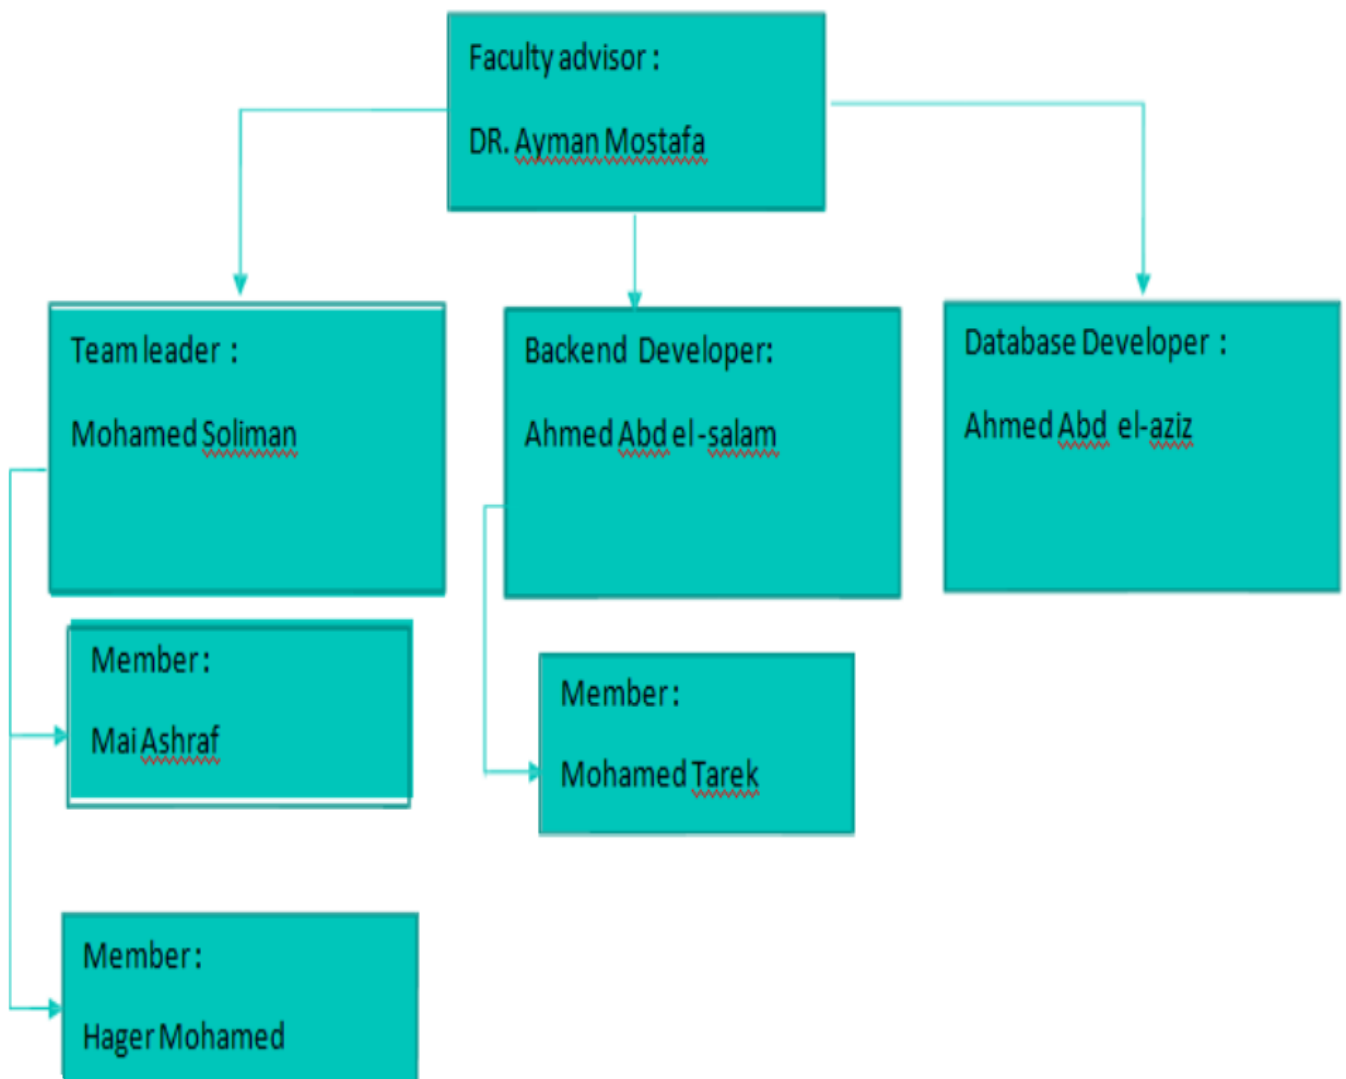 Faculty advisor :
DR. Ayman Mostafa
Team leader :
Mohamed Soliman
Backend Developer:
Ahmed Abd el -salam
Database Developer :
Ahmed Abd el-aziz
Member :
Mai Ashraf
Member :
Mohamed Tarek
Member :
Hager Mohamed